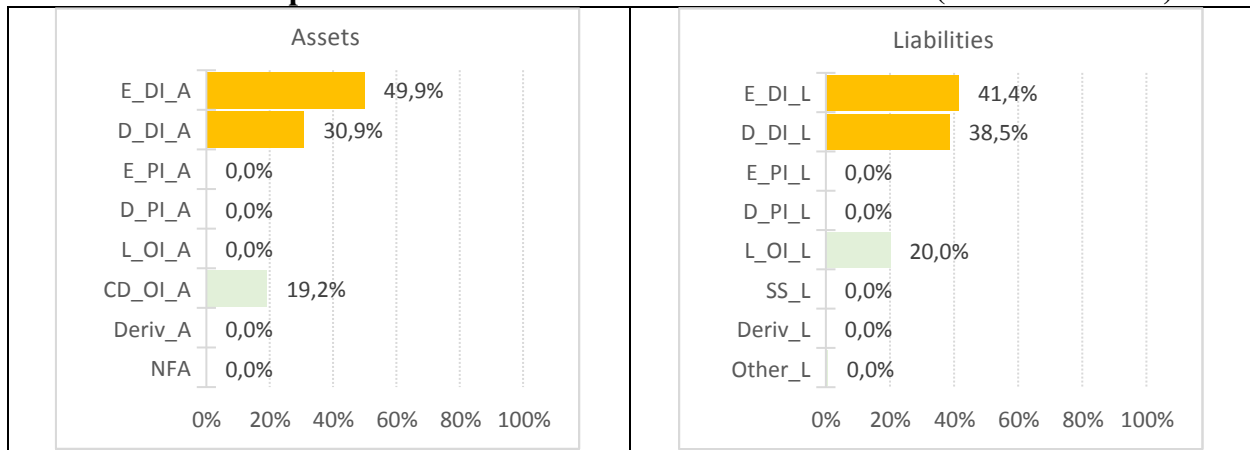 Assets
E_DI_A 49,9%
D_DI_A 30,9%
E_PI_A 0,0%
D_PI_A 0,0%
L_OI_A 0,0%
CD_OI_A 19,2%
Deriv_A 0,0%
NFA 0,0%
0% 20% 40% 60% 80% 100%
Liabilities
E_DI_L 41,4%
D_DI_L 38,5%
E_PI_L 0,0%
D_PI_L 0,0%
L_OI_L 20,0%
SS_L 0,0%
Deriv_L 0,0%
Other_L 0,0%
0% 20% 40% 60% 80% 100%